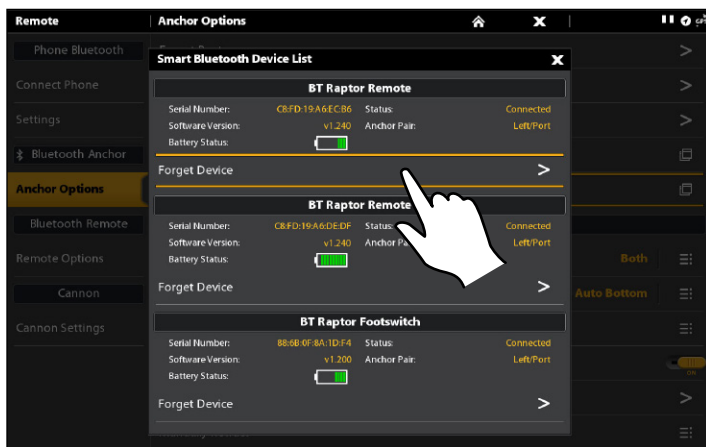 Remote
Anchor Options
X
Phone Bluetooth
Connect Phone
Settings
Bluetooth Anchor
Anchor Options
Bluetooth Remote
Remote Options
Both
Cannon
Auto Bottom
Cannon Settings
ON
Smart Bluetooth Device List
X
BT Raptor Remote
Serial Number: C8:FD:19:A6:EC:B6 Status: Connected
Software Version: v1.240 Anchor Pair: Left/Port
Battery Status:
Forget Device >
BT Raptor Remote
Serial Number: C8:FD:19:A6:DE:DF Status: Connected
Software Version: v1.240 Anchor Left/Port
Battery Status:
Forget Device >
BT Raptor Footswitch
Serial Number: B8:6B:0F:8A:1D:F4 Status: Connected
Software Version: v1.200 Anchor Pair: Left/Port
Battery Status:
Forget Device >